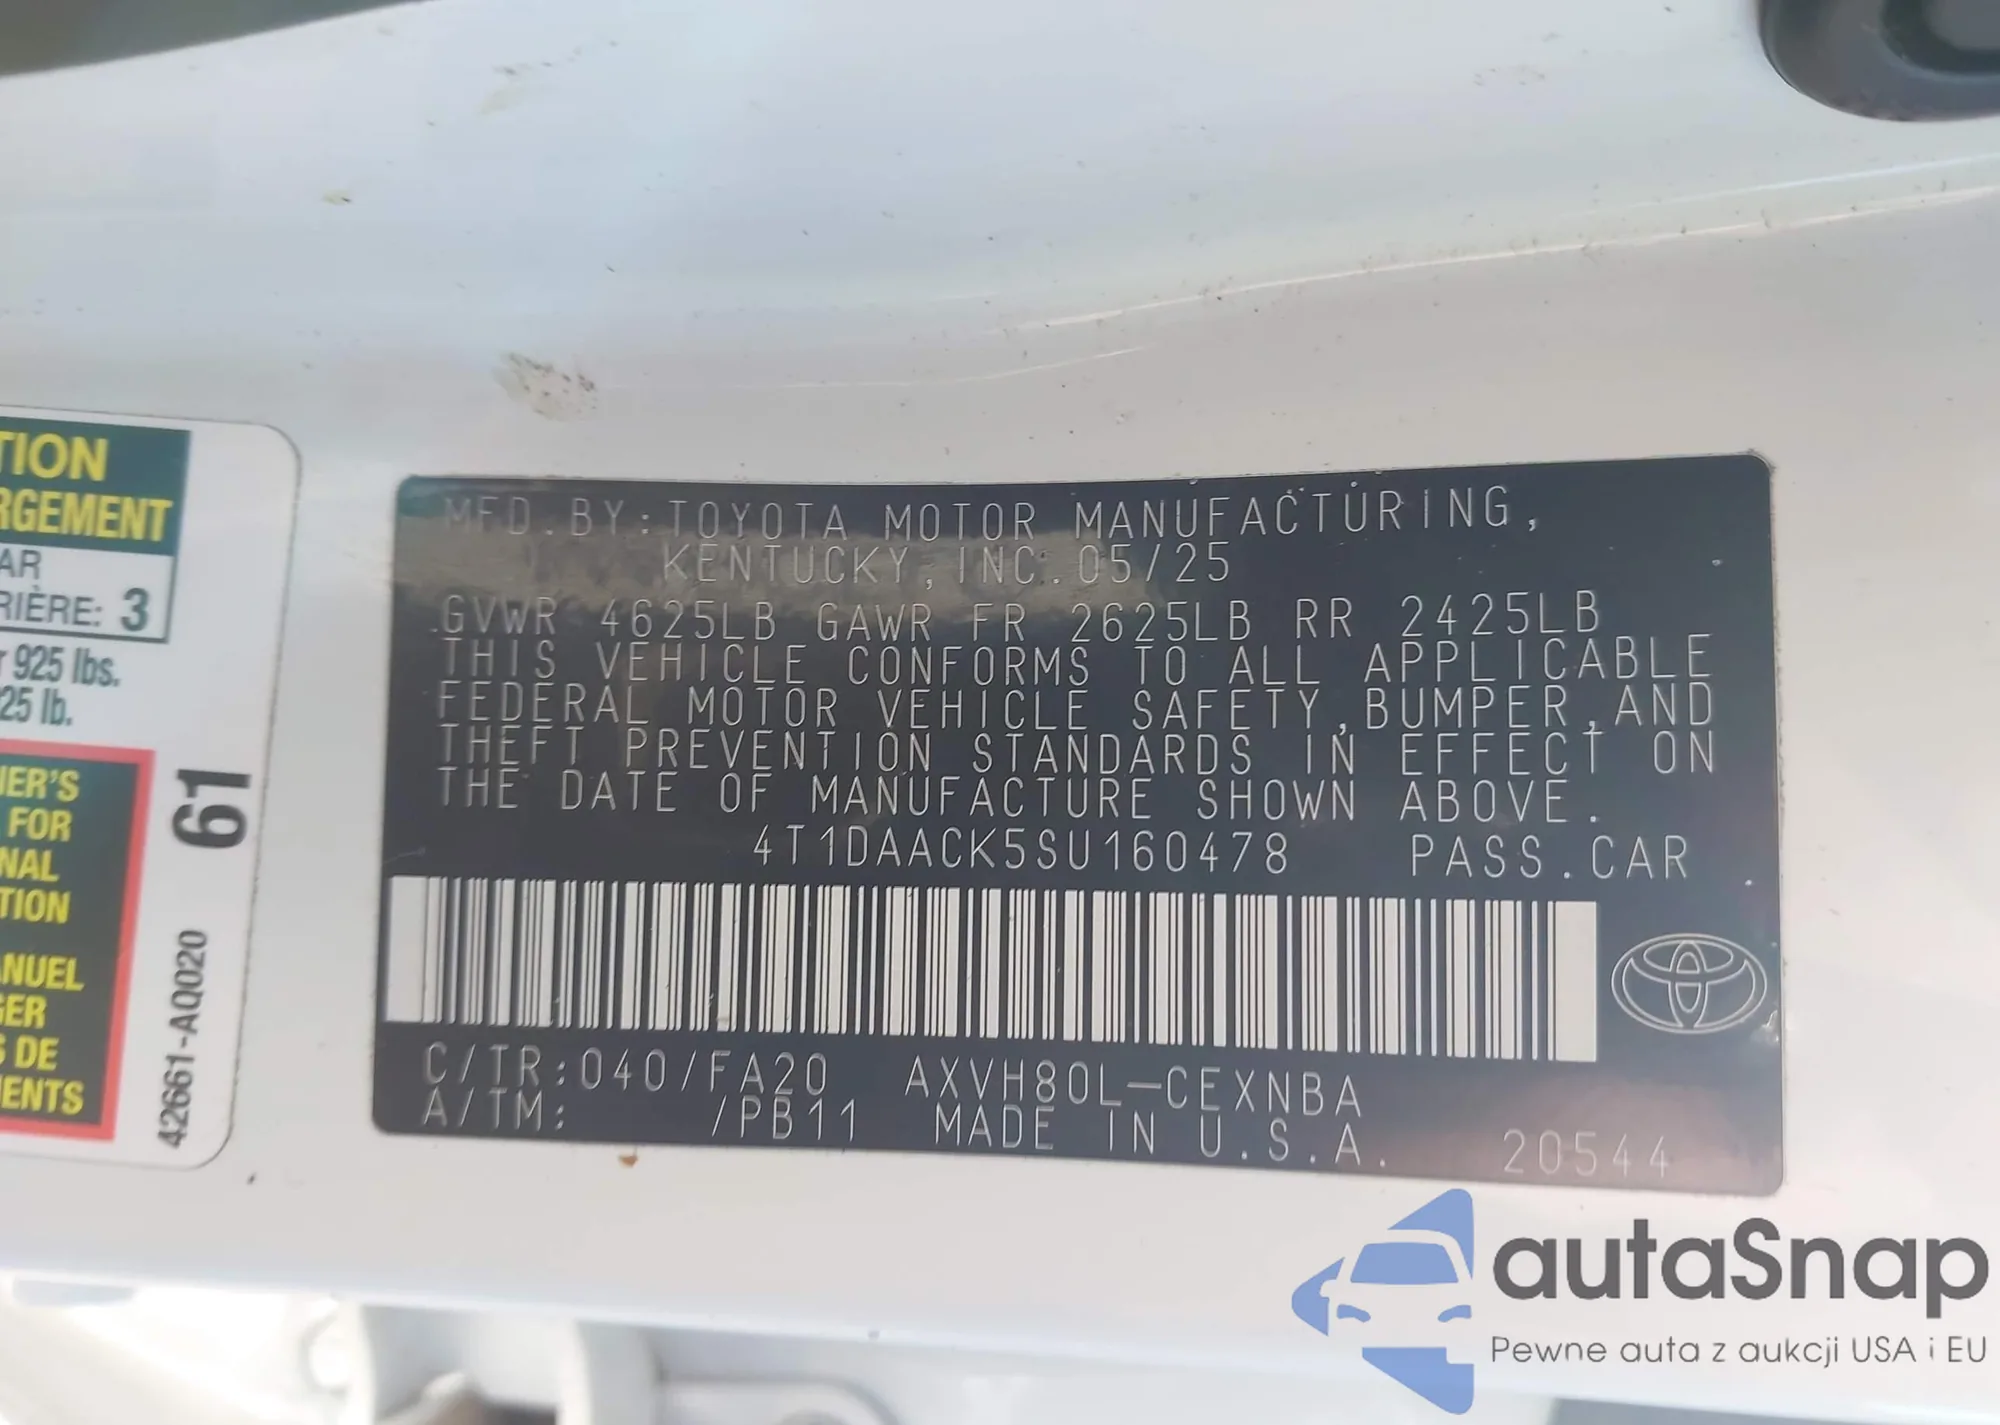 TION
RGEMENT
AR
RIÈRE: 3
925 lbs.
25 lb.
ER'S
FOR
NAL
TION
ANUEL
GER
S DE
MENTS
61
42661-AQ020
MFD.BY:TOYOTA MOTOR MANUFACTURING,
KENTUCKY,INC.05/25
GVWR 4625LB GAWR FR 2625LB RR 2425LB
THIS VEHICLE CONFORMS TO ALL APPLICABLE
FEDERAL MOTOR VEHICLE SAFETY,BUMPER,AND
THEFT PREVENTION STANDARDS IN EFFECT ON
THE DATE OF MANUFACTURE SHOWN ABOVE.
4T1DAACK5SU160478 PASS.CAR
C/TR:040/FA20 AXVH80L-CEXNBA
A/TM: /PB11 MADE IN U.S.A. 20544
autaSnap
Pewne auta z aukcji USA i EU